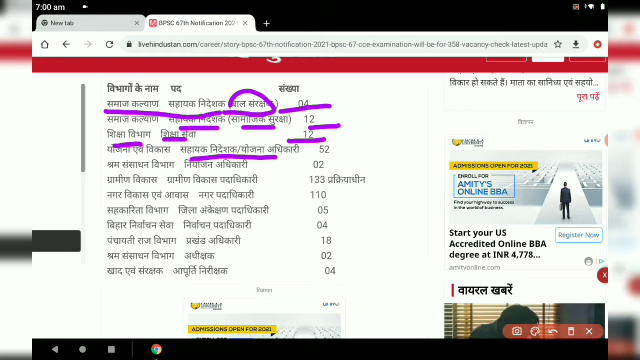 7:00 am
New tab
BPSC 67th Notification 2021
livehindustan.com/career/story-bpsc-67th-notification-2021-bpsc-67-cce-examination-will-be-for-358-vacancy-check-latest-upda
विभागों के नाम पद संख्या
समाज कल्याण सहायक निदेशक (बाल संरक्षण) 04
समाज कल्याण सहायक निदेशक (सामाजिक सुरक्षा) 12
शिक्षा विभाग शिक्षा सेवा 12
योजना एवं विकास सहायक निदेशक/योजना अधिकारी 52
श्रम संसाधन विभाग नियोजन अधिकारी 02
ग्रामीण विकास ग्रामीण विकास पदाधिकारी 133 प्रक्रियाधीन
नगर विकास एवं आवास नगर पदाधिकारी 110
सहकारिता विभाग जिला अंकेक्षण पदाधिकारी 05
बिहार निर्वाचन सेवा निर्वाचन पदाधिकारी 04
पंचायती राज विभाग प्रखंड अधिकारी 18
श्रम संसाधन विभाग अधीक्षक 02
खाद एवं संरक्षक आपूर्ति निरीक्षक 04
विज्ञापन
ADMISSIONS OPEN FOR 2021
विकार हो सकते हैं। माता का सानिध्य एवं सहयो...
पूरा पढ़ें
विज्ञापन
ADMISSIONS OPEN FOR 2021
ENROLL FOR
AMITY'S ONLINE
BBA
Start your US
Accredited Online BBA
degree at INR 4,778...
amityonline.com
Register Now
वायरल खबरें